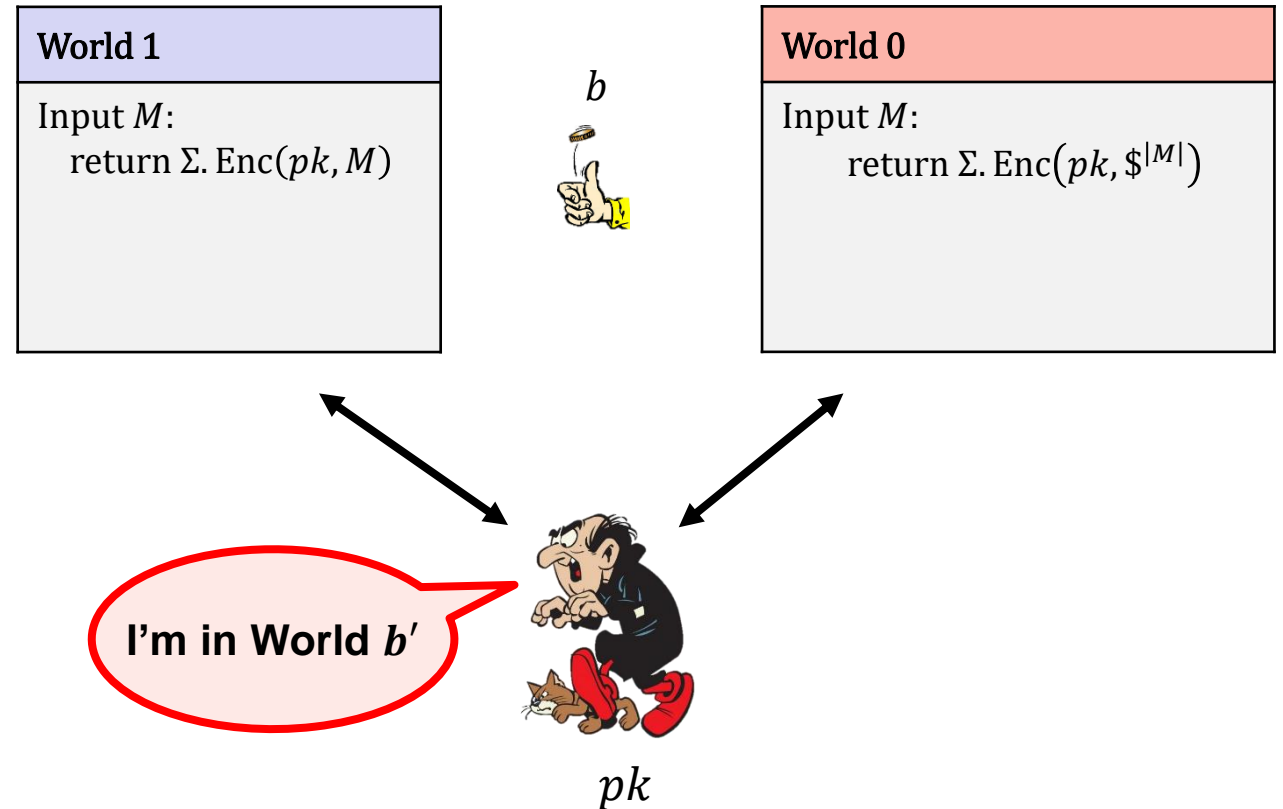 World 1
Input 𝑀:
return Σ. Enc(𝑝𝑘, 𝑀)
𝑏
World 0
Input 𝑀:
return Σ. Enc(𝑝𝑘, $^{|𝑀|})
I'm in World 𝒃′
𝑝𝑘